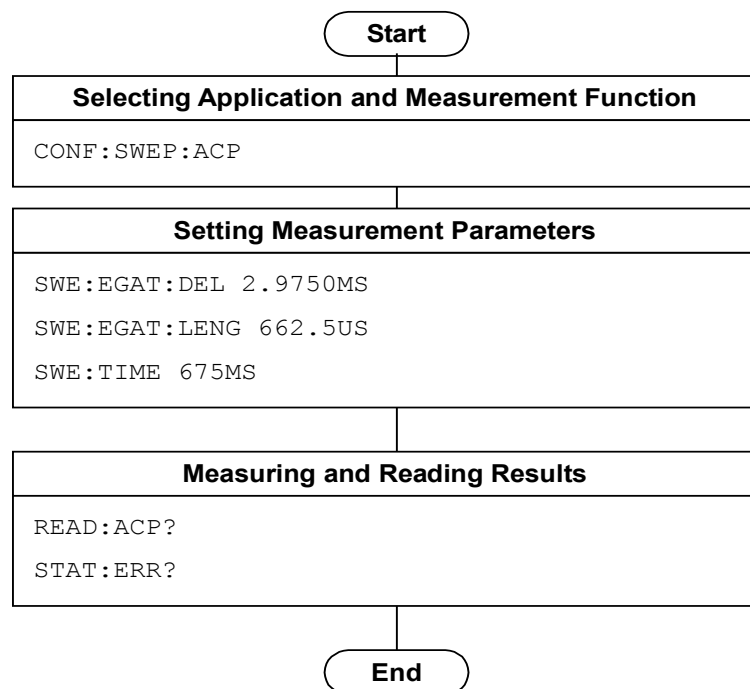 Start
Selecting Application and Measurement Function
CONF:SWEP:ACP
Setting Measurement Parameters
SWE:EGAT:DEL 2.9750MS
SWE:EGAT:LENG 662.5US
SWE:TIME 675MS
Measuring and Reading Results
READ:ACP?
STAT:ERR?
End